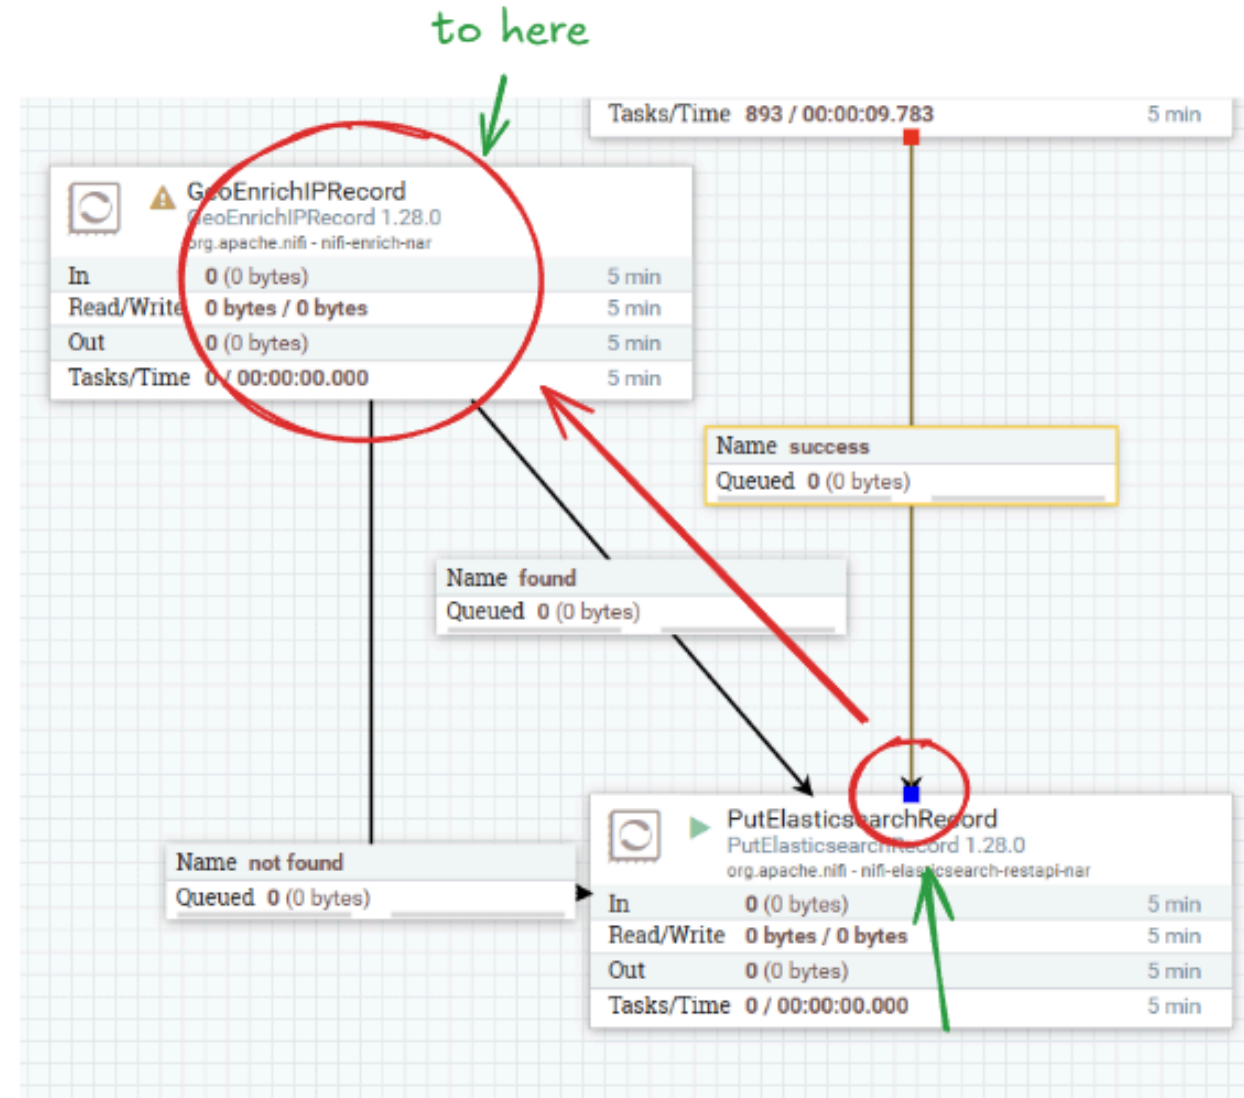 to here
Tasks/Time 893 / 00:00:09.783 5 min
GeoEnrichIPRecord
GeoEnrichIPRecord 1.28.0
org.apache.nifi - nifi-enrich-nar
In 0 (0 bytes) 5 min
Read/Write 0 bytes / 0 bytes 5 min
Out 0 (0 bytes) 5 min
Tasks/Time 0 / 00:00:00.000 5 min
Name success
Queued 0 (0 bytes)
Name found
Queued 0 (0 bytes)
Name not found
Queued 0 (0 bytes)
PutElasticsearchRecord
PutElasticsearchRecord 1.28.0
org.apache.nifi - nifi-elasticsearch-restapi-nar
In 0 (0 bytes) 5 min
Read/Write 0 bytes / 0 bytes 5 min
Out 0 (0 bytes) 5 min
Tasks/Time 0 / 00:00:00.000 5 min